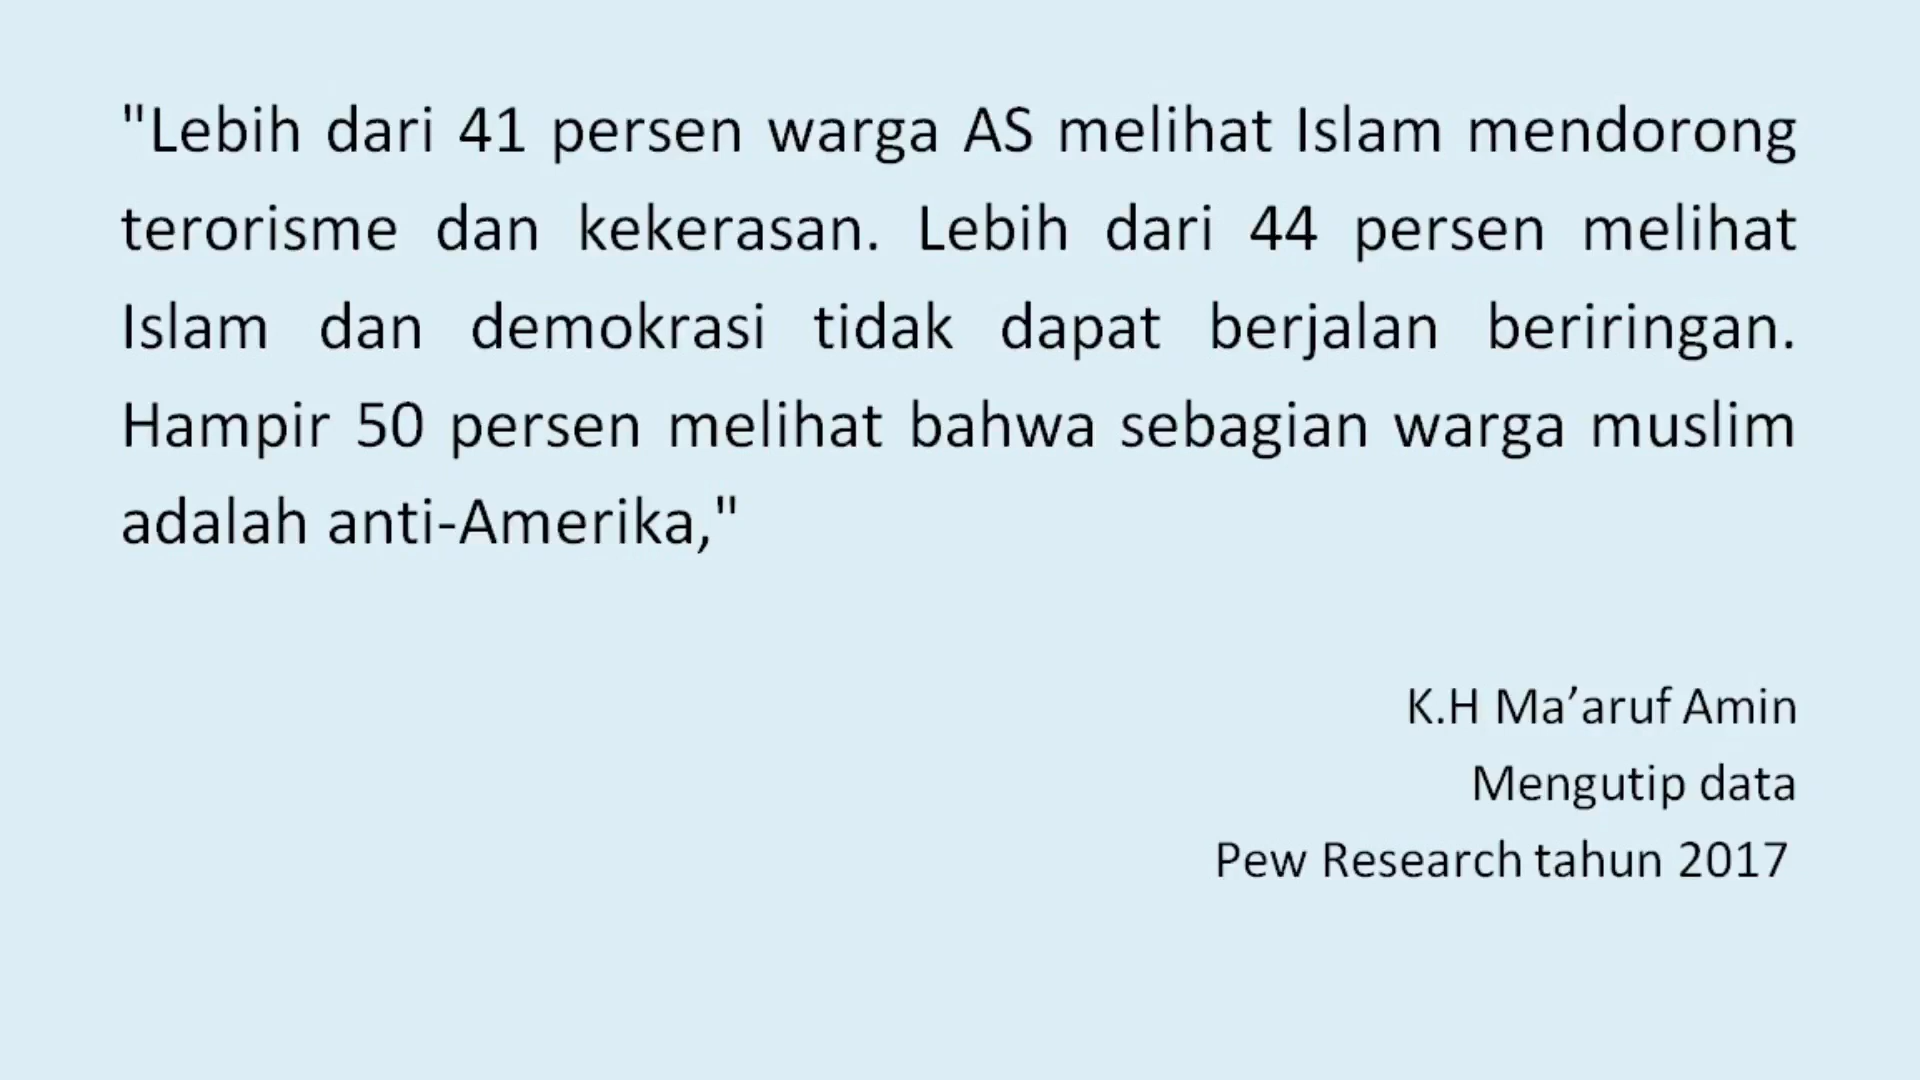 "Lebih dari 41 persen warga AS melihat Islam mendorong
terorisme dan kekerasan. Lebih dari 44 persen melihat
Islam dan demokrasi tidak dapat berjalan beriringan.
Hampir 50 persen melihat bahwa sebagian warga muslim
adalah anti-Amerika,"
K.H Ma’aruf Amin
Mengutip data
Pew Research tahun 2017